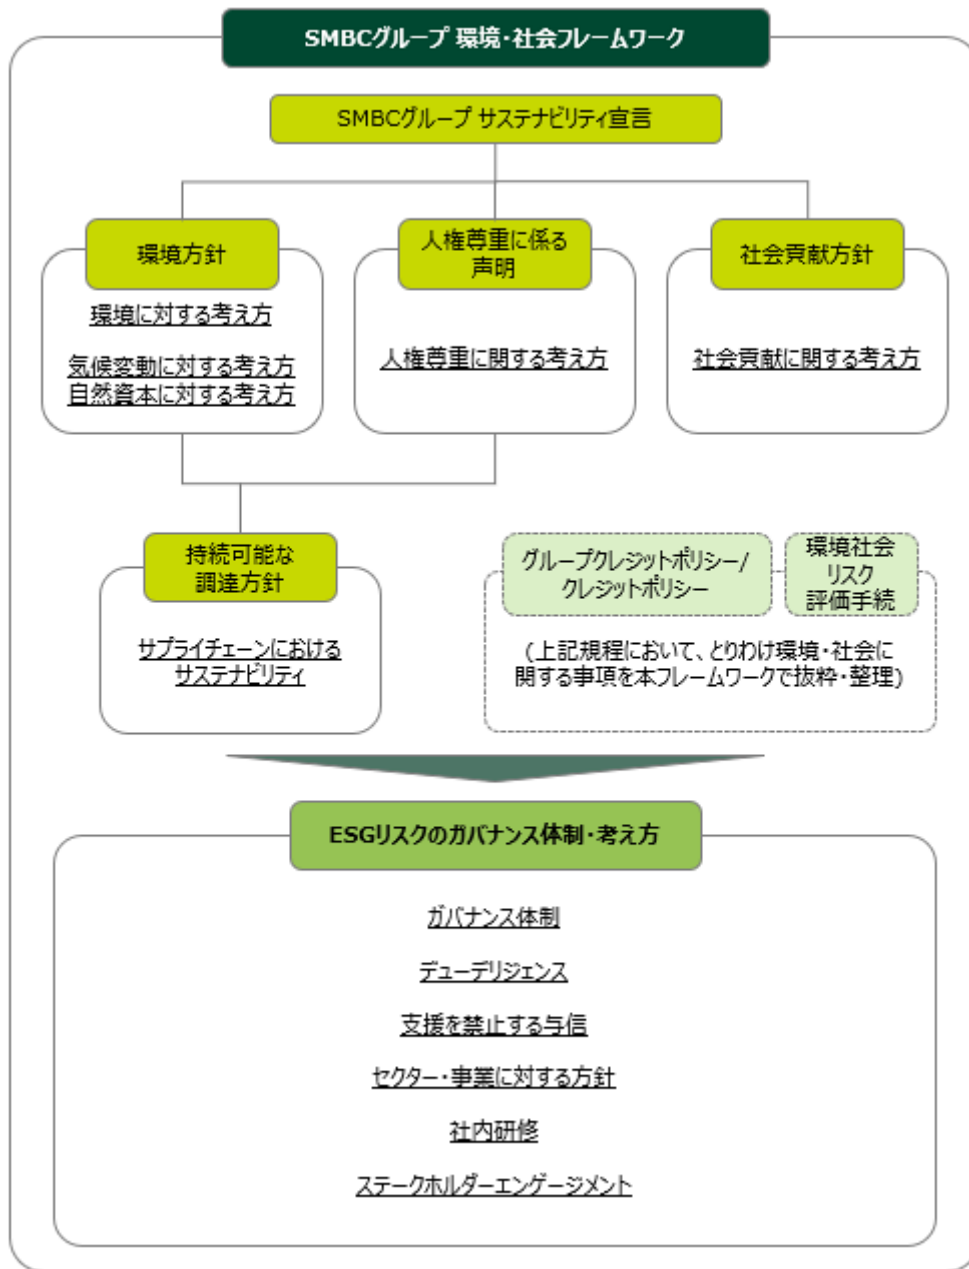 SMBCグループ 環境・社会フレームワーク
SMBCグループ サステナビリティ宣言
環境方針
環境に対する考え方
気候変動に対する考え方
自然資本に対する考え方
人権尊重に係る
声明
人権尊重に関する考え方
社会貢献方針
社会貢献に関する考え方
持続可能な
調達方針
サプライチェーンにおける
サステナビリティ
グループクレジットポリシー/
クレジットポリシー
環境社会
リスク
評価手続
(上記規程において、とりわけ環境・社会に
関する事項を本フレームワークで抜粋・整理)
ESGリスクのガバナンス体制・考え方
ガバナンス体制
デューデリジェンス
支援を禁止する与信
セクター・事業に対する方針
社内研修
ステークホルダーエンゲージメント